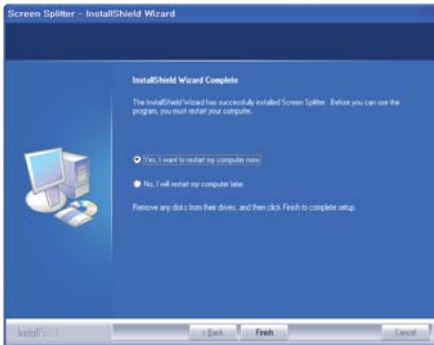 Screen Splitter - InstallShield Wizard
InstallShield Wizard Complete
The InstallShield Wizard has successfully installed Screen Splitter. Before you can use the
program, you must restart your computer.
Yes, I want to restart my computer now.
No, I will restart my computer later.
Remove any disks from their drives, and then click Finish to complete setup.
InstallShield
< Back Finish Cancel